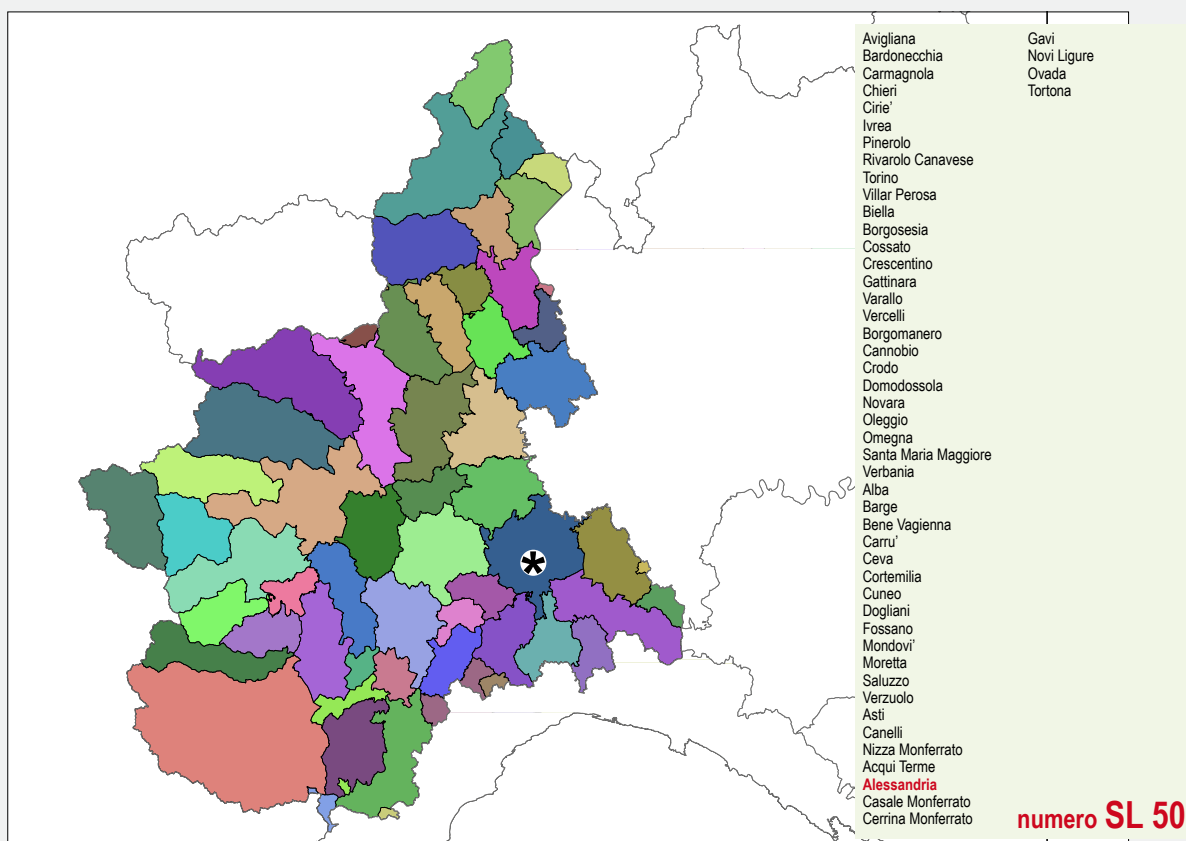 Avigliana
Bardonecchia
Carmagnola
Chieri
Cirie'
Ivrea
Pinerolo
Rivarolo Canavese
Torino
Villar Perosa
Biella
Borgosesia
Cossato
Crescentino
Gattinara
Varallo
Vercelli
Borgomanero
Cannobio
Crodo
Domodossola
Novara
Oleggio
Omegna
Santa Maria Maggiore
Verbania
Alba
Barge
Bene Vagienna
Carru'
Ceva
Cortemilia
Cuneo
Dogliani
Fossano
Mondovi'
Moretta
Saluzzo
Verzuolo
Asti
Canelli
Nizza Monferrato
Acqui Terme
Alessandria
Casale Monferrato
Cerrina Monferrato
Gavi
Novi Ligure
Ovada
Tortona
numero SL 50
*